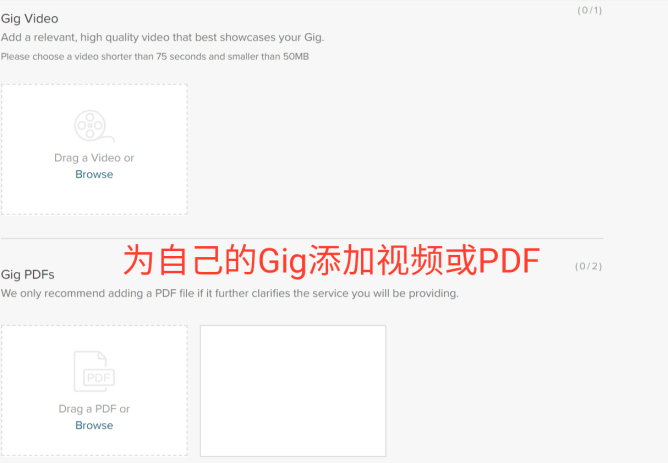 Gig Video
(0/1)
Add a relevant, high quality video that best showcases your Gig.
Please choose a video shorter than 75 seconds and smaller than 50MB
Drag a Video or
Browse
为自己的Gig添加视频或PDF
Gig PDFs
(0/2)
We only recommend adding a PDF file if it further clarifies the service you will be providing.
PDF
Drag a PDF or
Browse